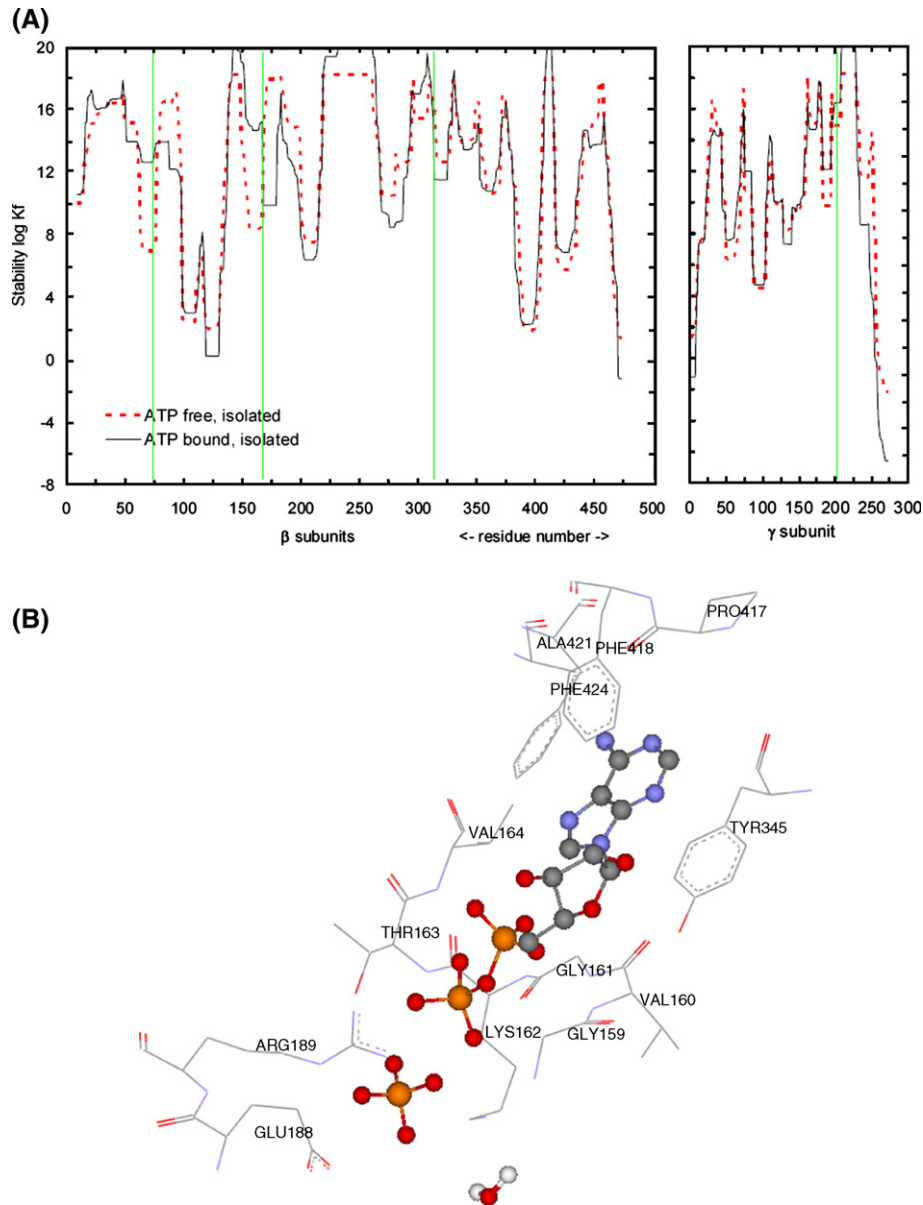 (A)
Stability log Kf
20
16
12
8
4
0
-4
-8
ATP free, isolated
ATP bound, isolated
0 50 100 150 200 250 300 350 400 450 500
β subunits
<- residue number ->
0 50 100 150 200 250 300
γ subunit
(B)
PRO417
ALA421
PHE418
PHE424
TYR345
VAL164
THR163
GLY161
VAL160
LYS162
GLY159
ARG189
GLU188